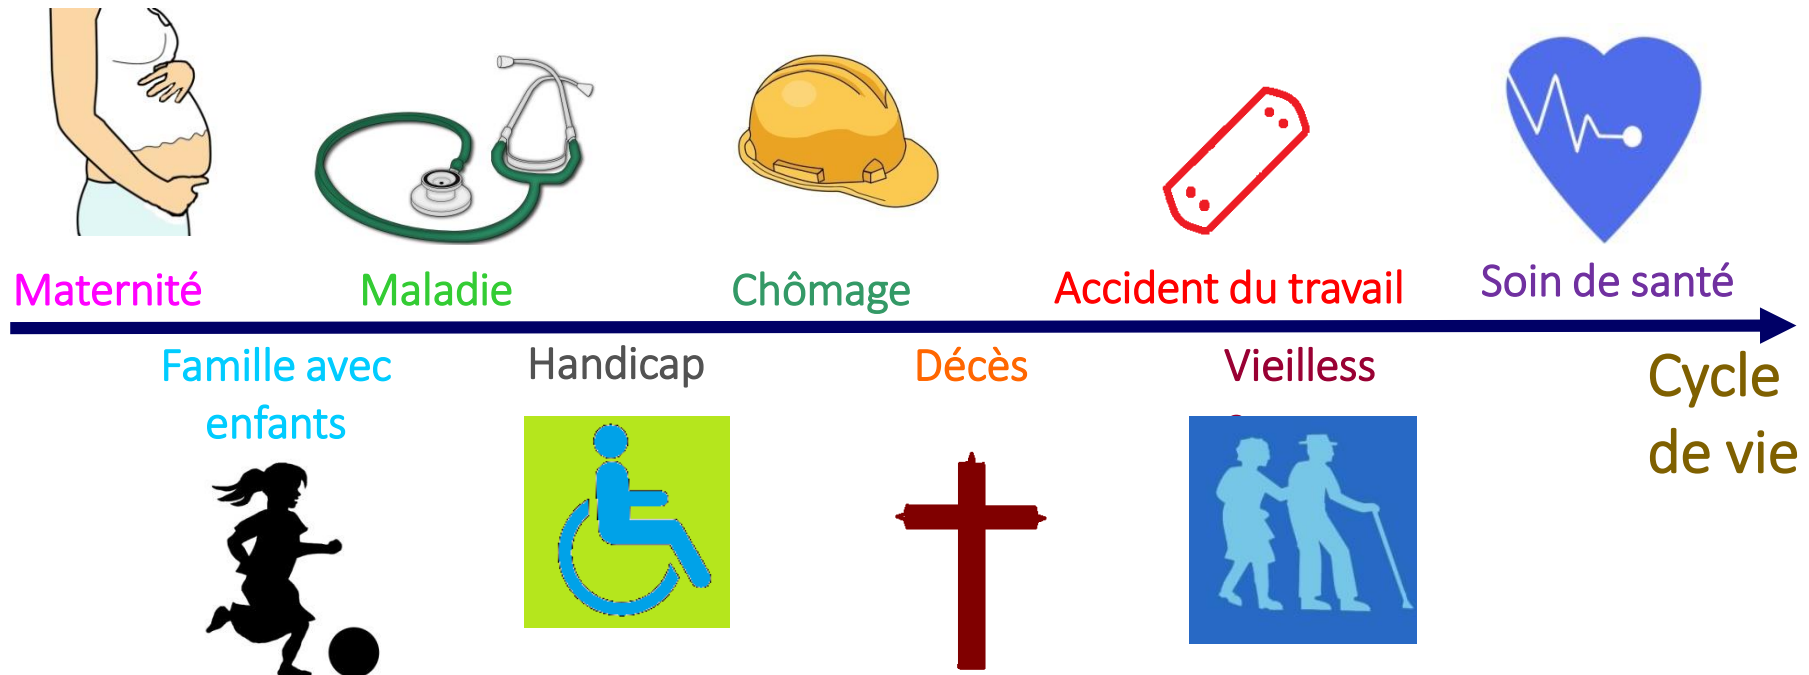 Maternité
Maladie
Chômage
Accident du travail
Soin de santé
Famille avec
enfants
Handicap
Décès
Vieilless
Cycle
de vie